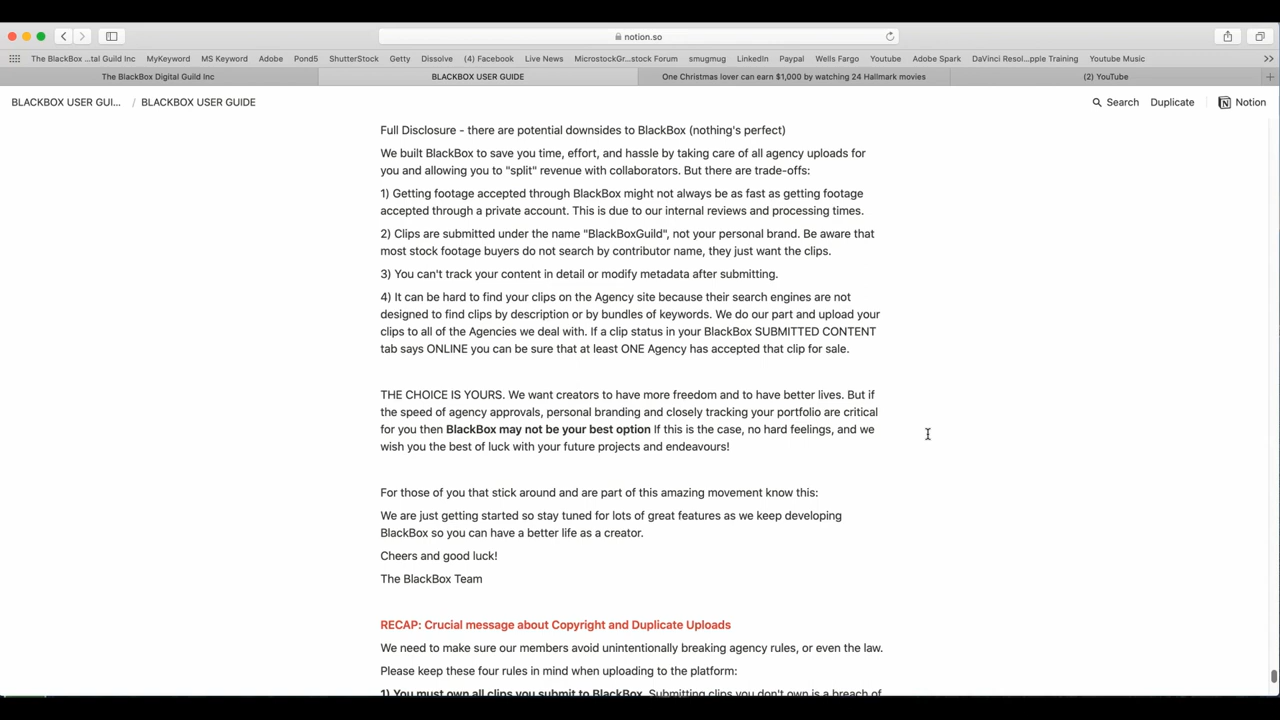 notion.so
The BlackBox ...tal Guild Inc MyKeyword MS Keyword Adobe Pond5 ShutterStock Getty Dissolve (4) Facebook Live News MicrostockGr...stock Forum smugmug LinkedIn Paypal Wells Fargo Youtube Adobe Spark DaVinci Resol...pple Training Youtube Music
The BlackBox Digital Guild Inc BLACKBOX USER GUIDE One Christmas lover can earn $1,000 by watching 24 Hallmark movies (2) YouTube
BLACKBOX USER GUI... / BLACKBOX USER GUIDE Search Duplicate Notion
Full Disclosure - there are potential downsides to BlackBox (nothing's perfect)
We built BlackBox to save you time, effort, and hassle by taking care of all agency uploads for
you and allowing you to "split" revenue with collaborators. But there are trade-offs:
1) Getting footage accepted through BlackBox might not always be as fast as getting footage
accepted through a private account. This is due to our internal reviews and processing times.
2) Clips are submitted under the name "BlackBoxGuild", not your personal brand. Be aware that
most stock footage buyers do not search by contributor name, they just want the clips.
3) You can't track your content in detail or modify metadata after submitting.
4) It can be hard to find your clips on the Agency site because their search engines are not
designed to find clips by description or by bundles of keywords. We do our part and upload your
clips to all of the Agencies we deal with. If a clip status in your BlackBox SUBMITTED CONTENT
tab says ONLINE you can be sure that at least ONE Agency has accepted that clip for sale.
THE CHOICE IS YOURS. We want creators to have more freedom and to have better lives. But if
the speed of agency approvals, personal branding and closely tracking your portfolio are critical
for you then BlackBox may not be your best option If this is the case, no hard feelings, and we
wish you the best of luck with your future projects and endeavours!
For those of you that stick around and are part of this amazing movement know this:
We are just getting started so stay tuned for lots of great features as we keep developing
BlackBox so you can have a better life as a creator.
Cheers and good luck!
The BlackBox Team
RECAP: Crucial message about Copyright and Duplicate Uploads
We need to make sure our members avoid unintentionally breaking agency rules, or even the law.
Please keep these four rules in mind when uploading to the platform:
1) You must own all clips you submit to BlackBox. Submitting clips you don't own is a breach of